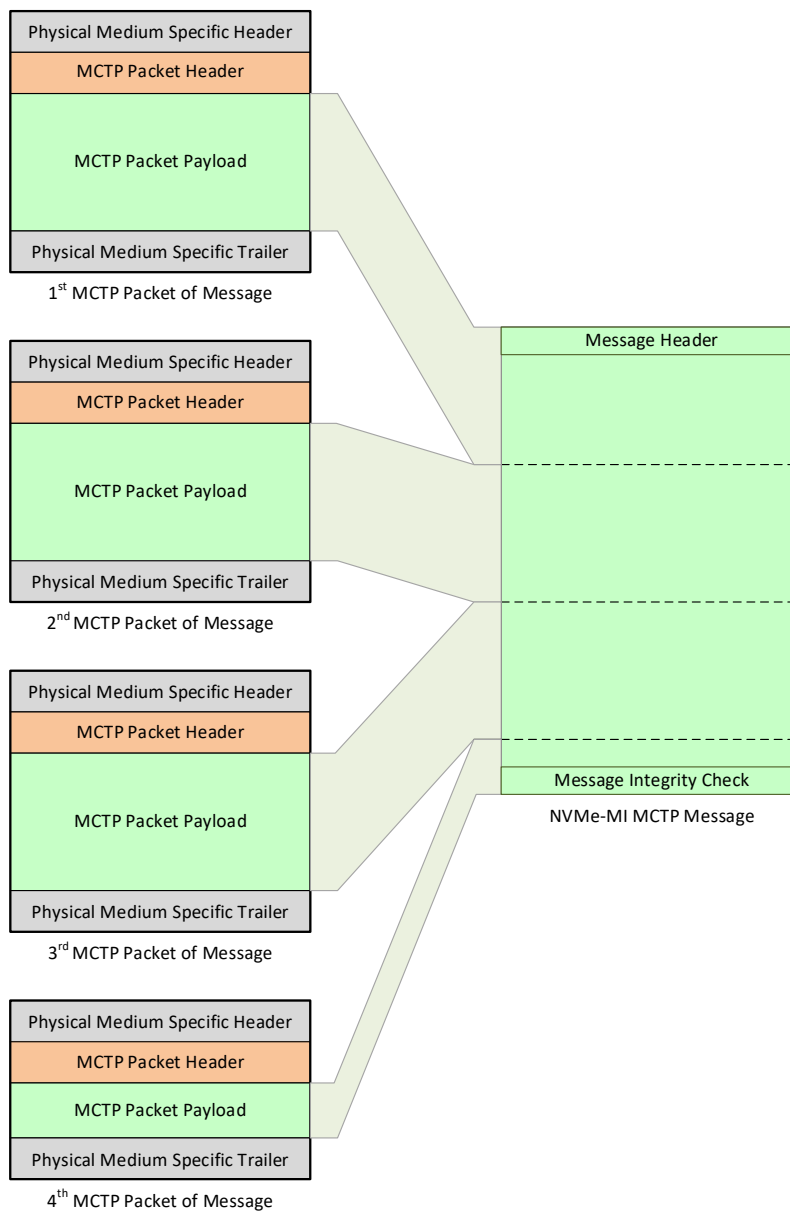 Physical Medium Specific Header
MCTP Packet Header
MCTP Packet Payload
Physical Medium Specific Trailer
1st MCTP Packet of Message
Physical Medium Specific Header
MCTP Packet Header
MCTP Packet Payload
Physical Medium Specific Trailer
2nd MCTP Packet of Message
Physical Medium Specific Header
MCTP Packet Header
MCTP Packet Payload
Physical Medium Specific Trailer
3rd MCTP Packet of Message
Physical Medium Specific Header
MCTP Packet Header
MCTP Packet Payload
Physical Medium Specific Trailer
4th MCTP Packet of Message
Message Header
Message Integrity Check
NVMe-MI MCTP Message